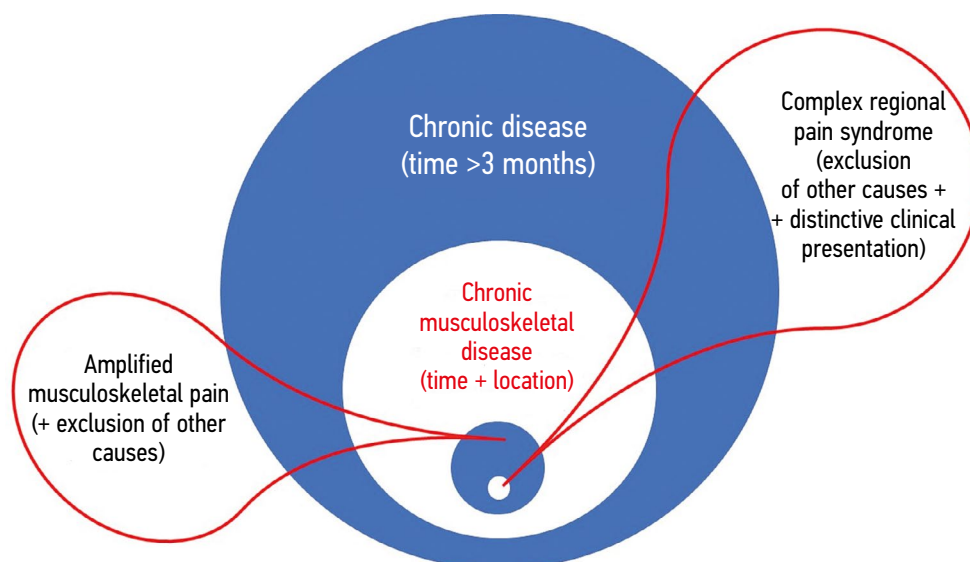 Chronic disease
(time >3 months)
Complex regional
pain syndrome
(exclusion
of other causes +
+ distinctive clinical
presentation)
Chronic
musculoskeletal
disease
(time + location)
Amplified
musculoskeletal pain
(+ exclusion of other
causes)